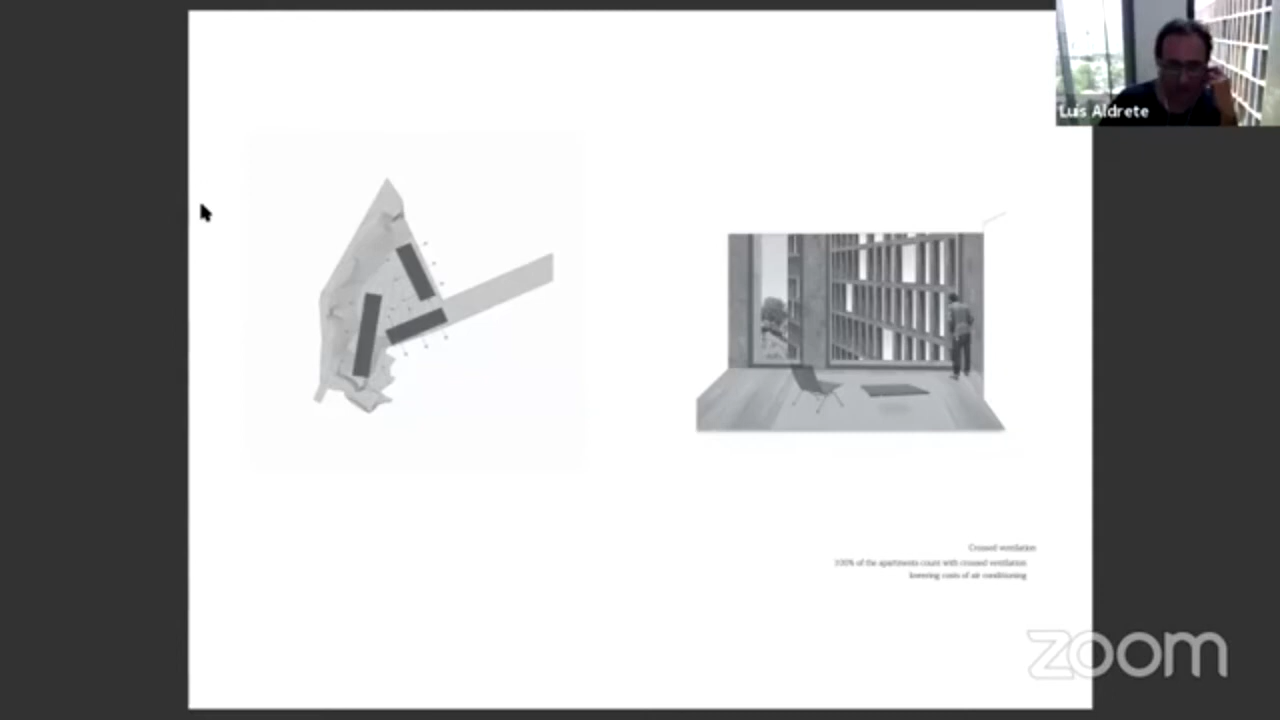 Luis Aldrete
Crossed ventilation
100% of the apartments count with crossed ventilation
lowering costs of air conditioning
zoom